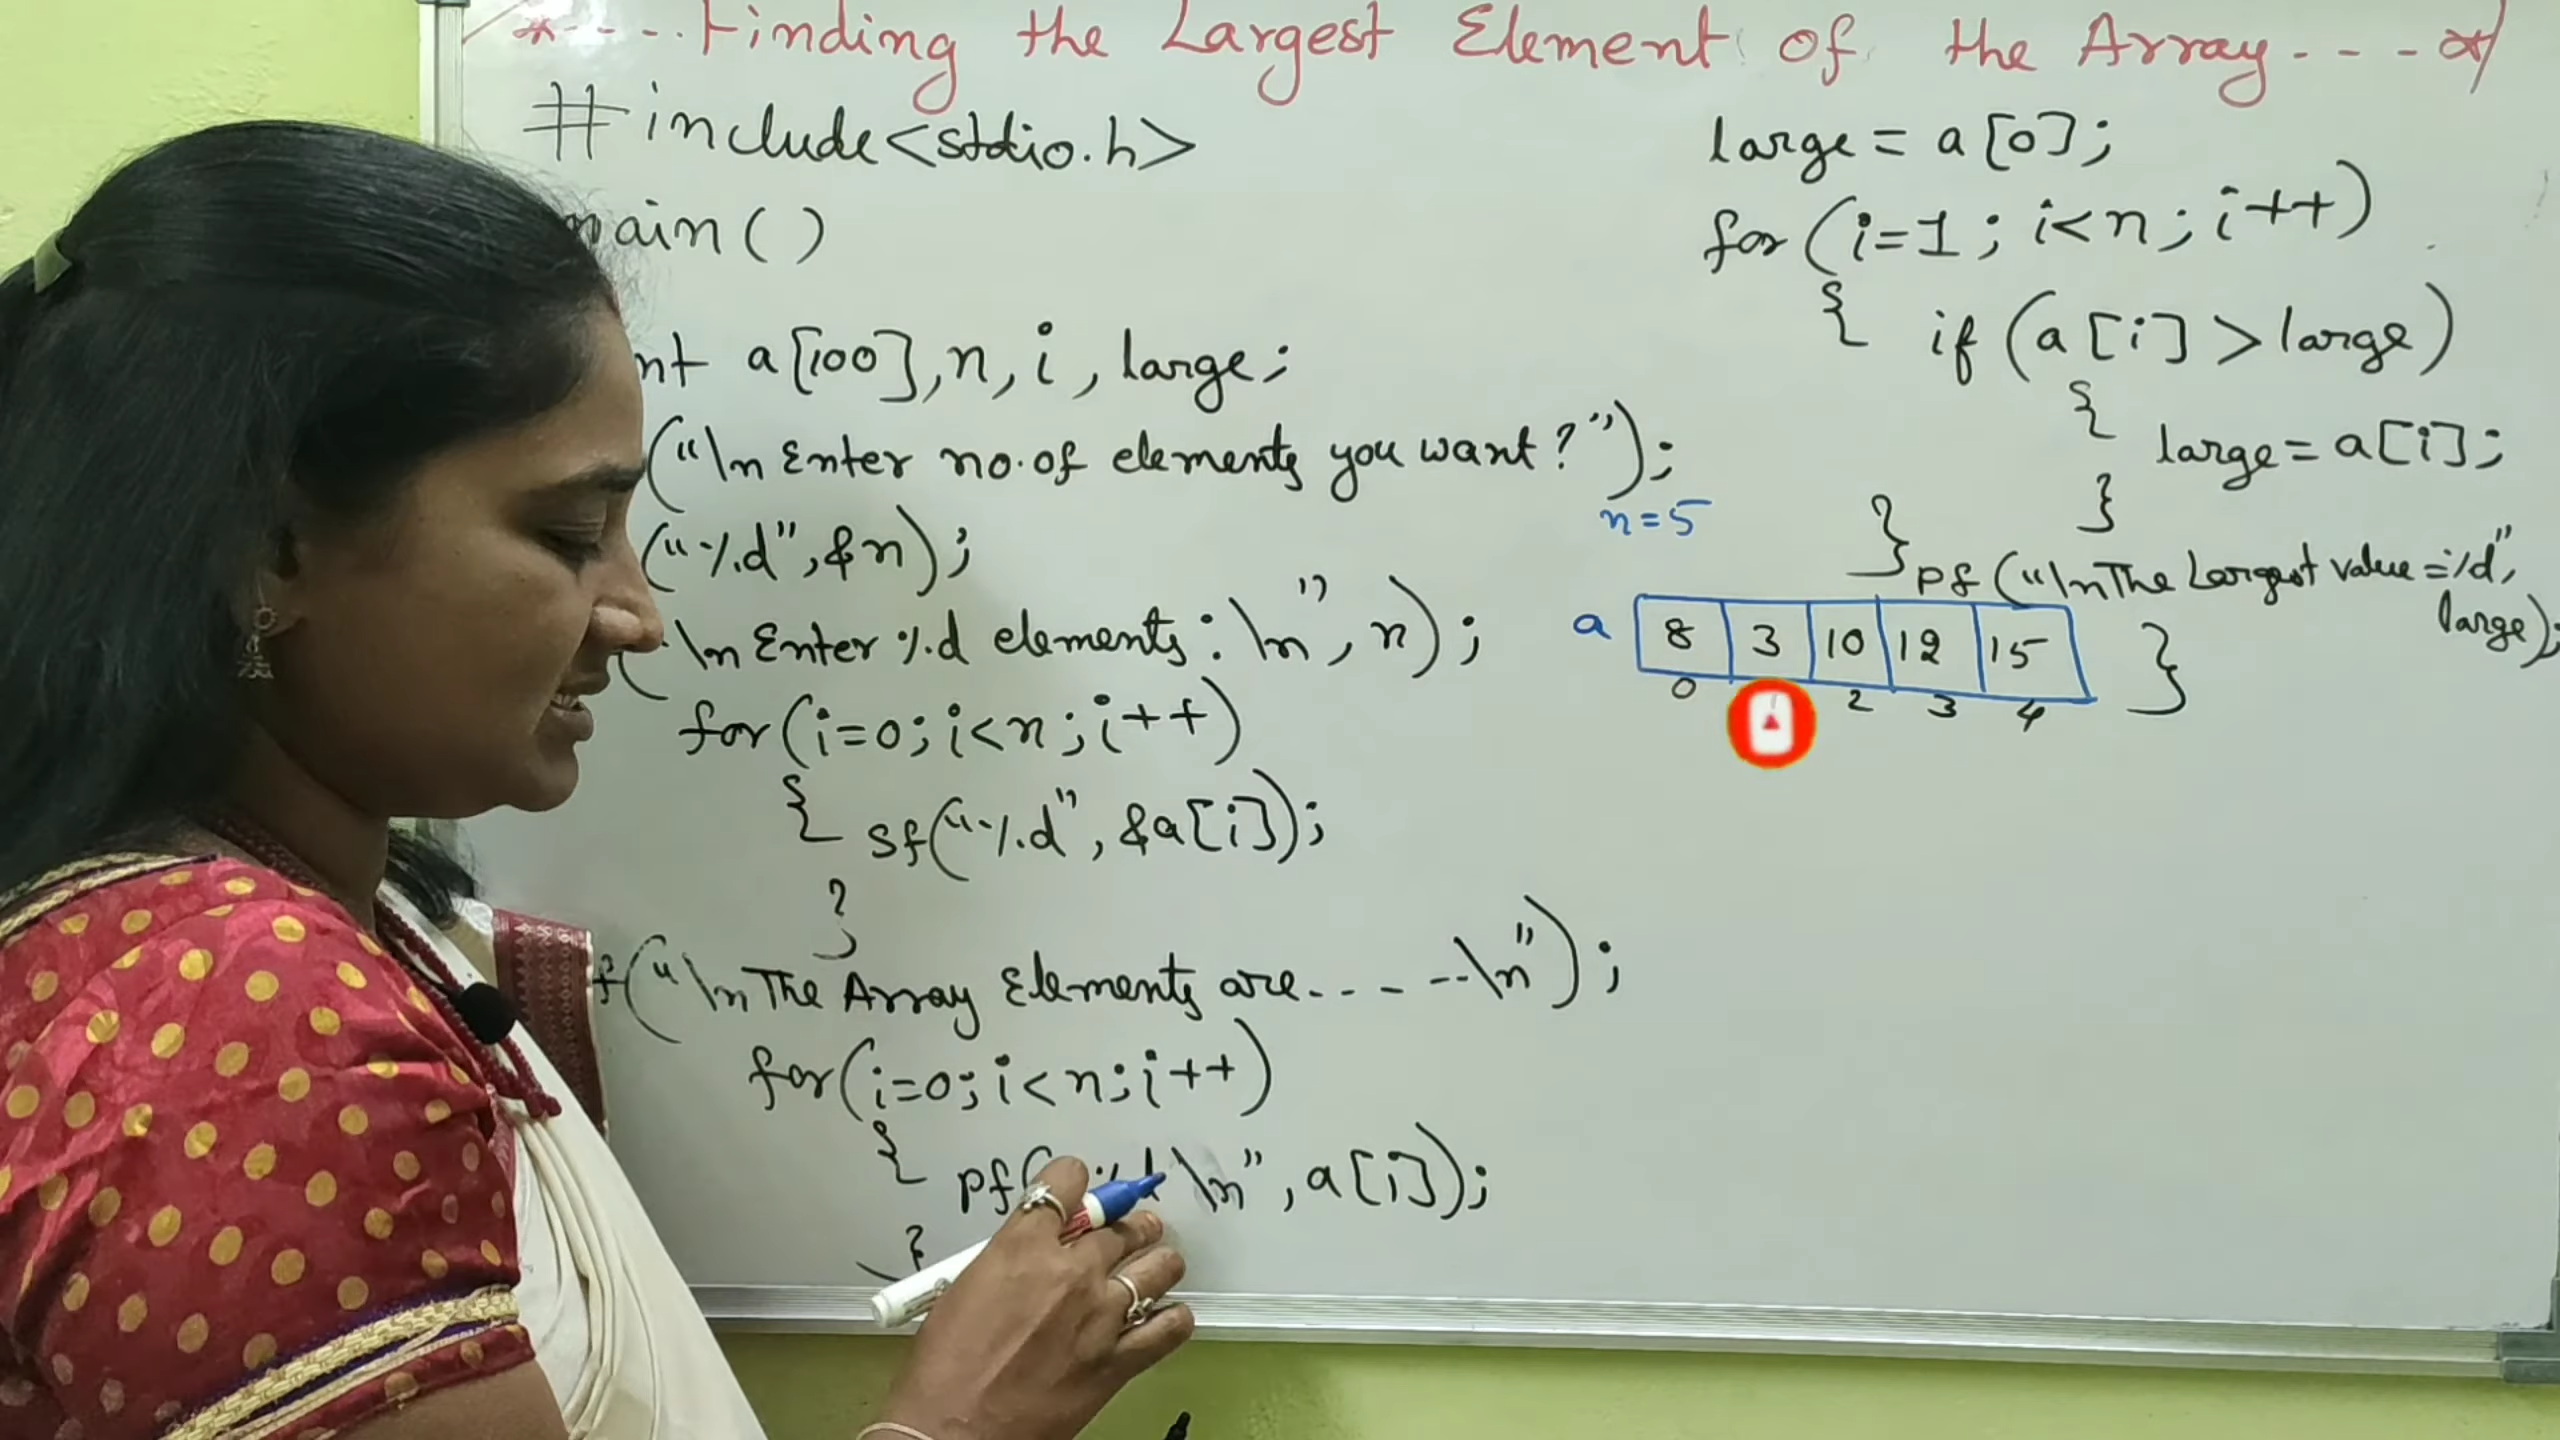 /*----Finding the Largest Element of the Array---*/
#include<stdio.h>
main()
a[100],n,i,large;
("\n Enter no.of elements you want?");
("%d",&n);
\n Enter %d elements:\n",n);
for(i=0;i<n;i++)
{ sf("%d",&a[i]);
}
f("\n The Array Elements are-----\n");
for(i=0;i<n;i++)
{ pf( \n",a[i]);
}
large=a[0];
for(i=1;i<n;i++)
{ if(a[i]>large)
{ large=a[i];
}
} pf("\nThe Largest value=%d",
large);
}
n=5
a 8 3 10 12 15
0 2 3 4